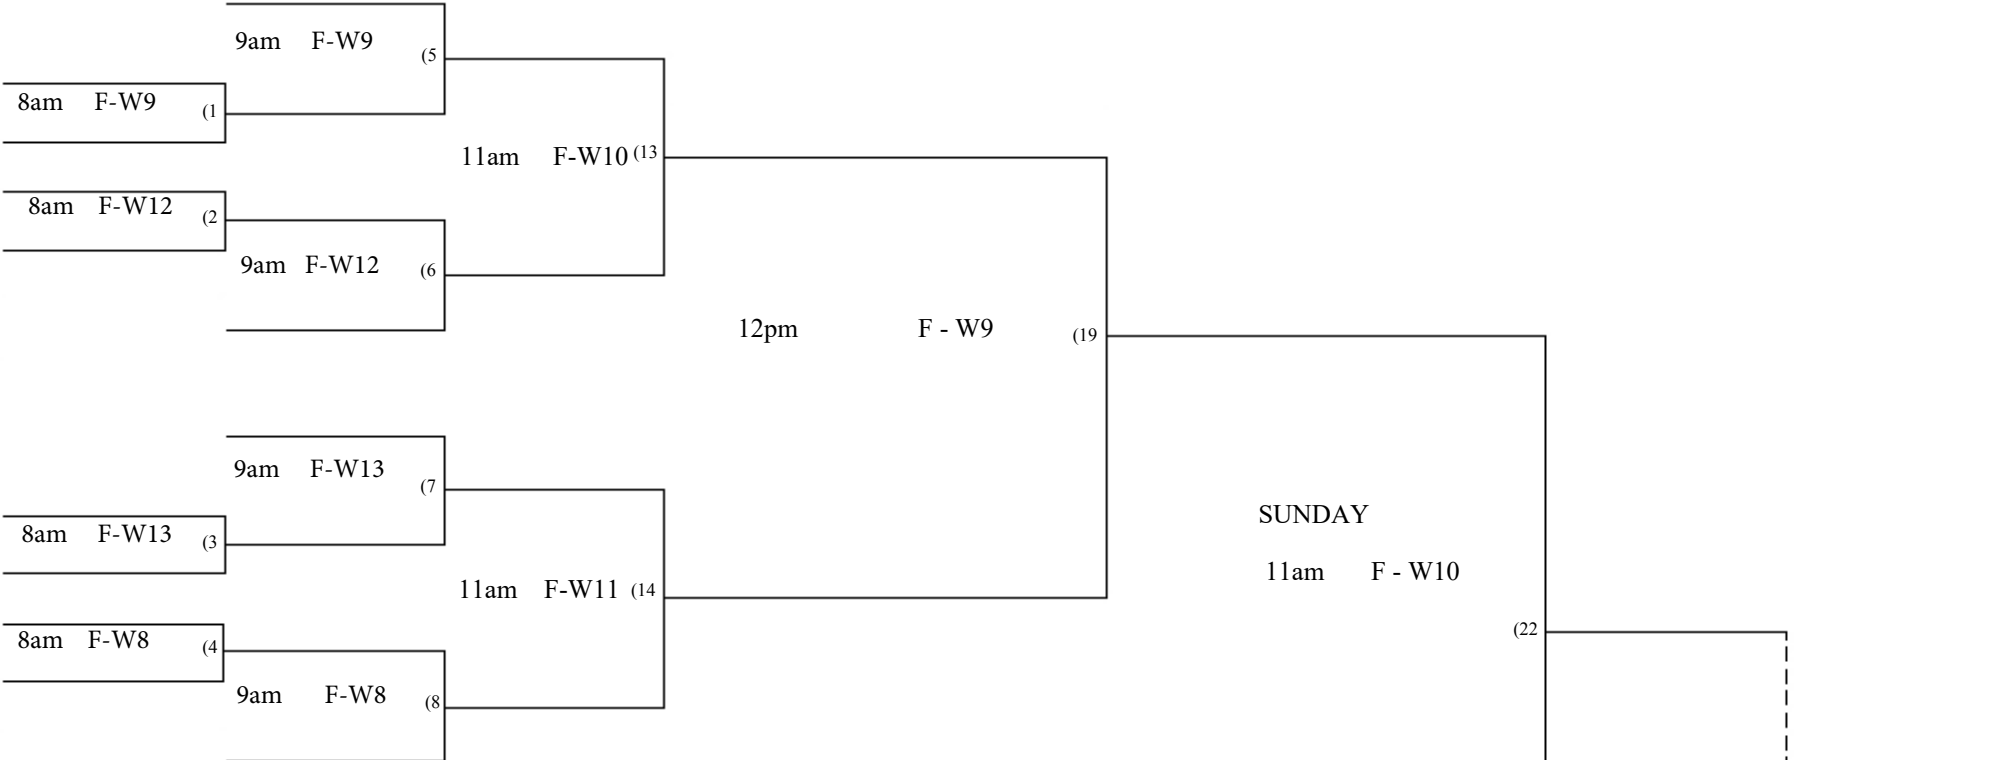 9am F-W9 (5
8am F-W9 (1
11am F-W10 (13
8am F-W12 (2
9am F-W12 (6
12pm F - W9 (19
9am F-W13 (7
SUNDAY
8am F-W13 (3
11am F - W10
11am F-W11 (14
(22
8am F-W8 (4
9am F-W8 (8